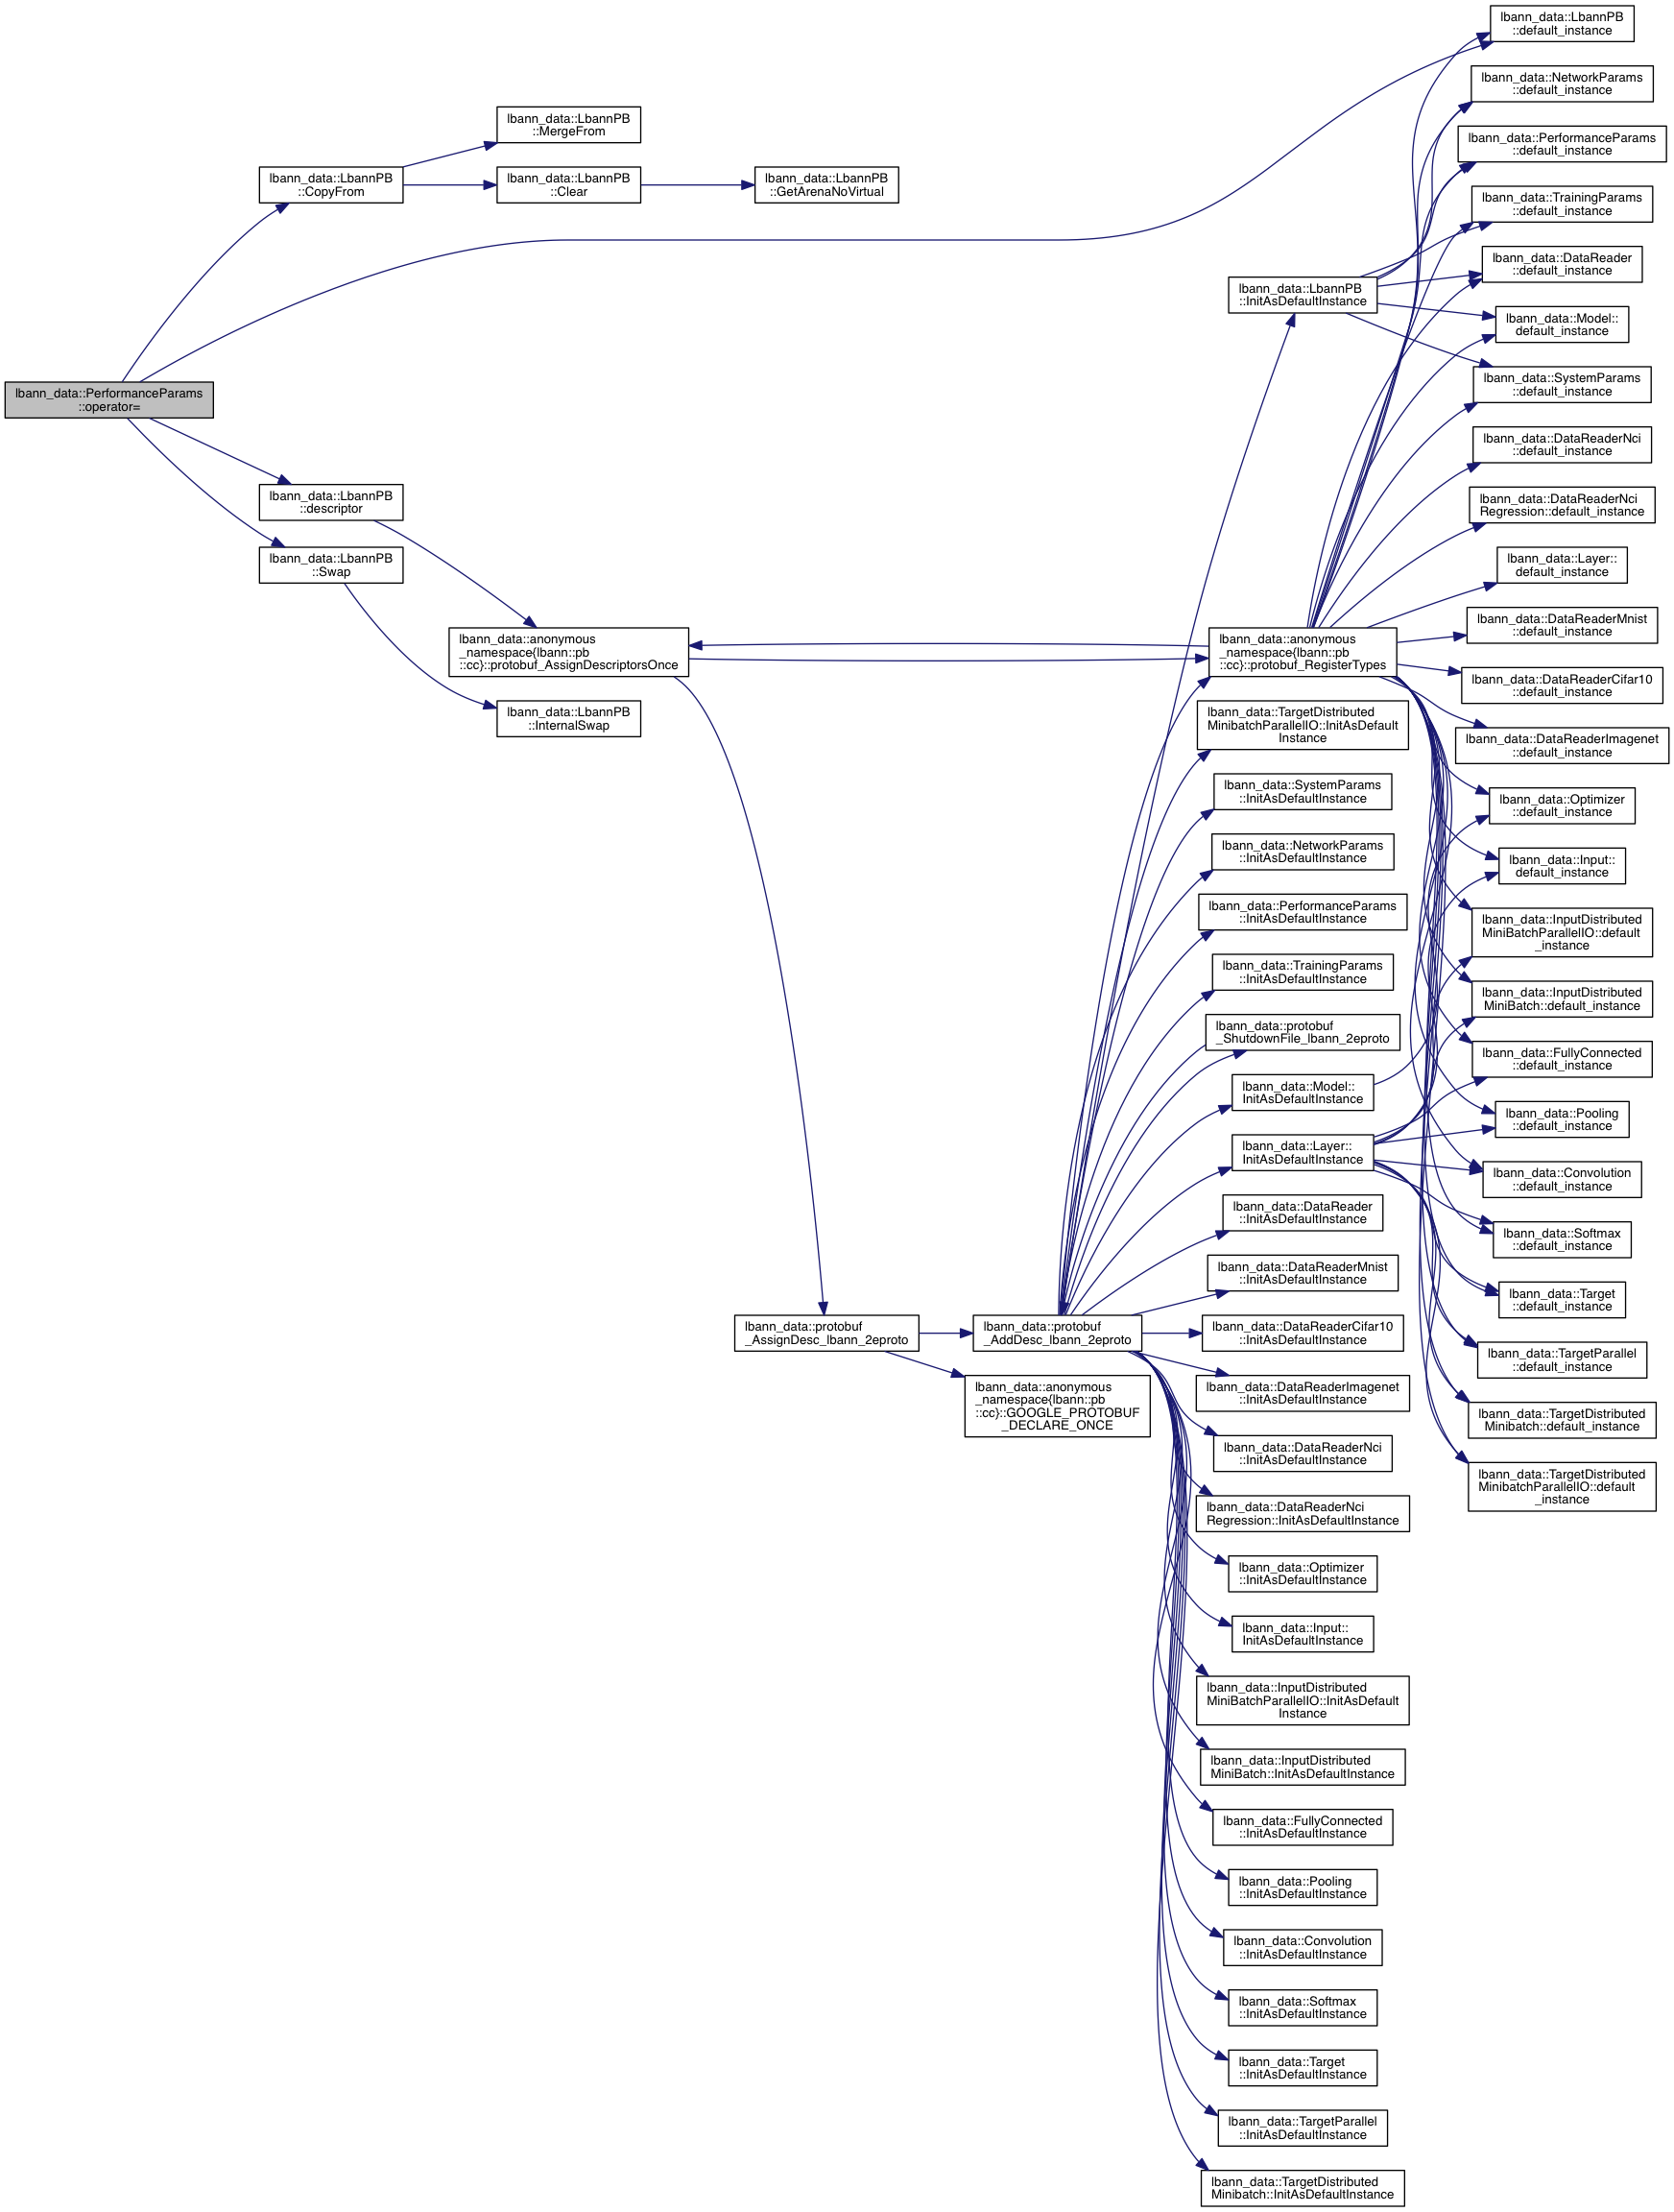 lbann_data::PerformanceParams
::operator=
lbann_data::LbannPB
::CopyFrom
lbann_data::LbannPB
::descriptor
lbann_data::LbannPB
::Swap
lbann_data::LbannPB
::MergeFrom
lbann_data::LbannPB
::Clear
lbann_data::anonymous
_namespace{lbann::pb
::cc}::protobuf_AssignDescriptorsOnce
lbann_data::LbannPB
::InternalSwap
lbann_data::LbannPB
::GetArenaNoVirtual
lbann_data::protobuf
_AssignDesc_lbann_2eproto
lbann_data::protobuf
_AddDesc_lbann_2eproto
lbann_data::anonymous
_namespace{lbann::pb
::cc}::GOOGLE_PROTOBUF
_DECLARE_ONCE
lbann_data::LbannPB
::InitAsDefaultInstance
lbann_data::anonymous
_namespace{lbann::pb
::cc}::protobuf_RegisterTypes
lbann_data::TargetDistributed
MinibatchParallelIO::InitAsDefault
Instance
lbann_data::SystemParams
::InitAsDefaultInstance
lbann_data::NetworkParams
::InitAsDefaultInstance
lbann_data::PerformanceParams
::InitAsDefaultInstance
lbann_data::TrainingParams
::InitAsDefaultInstance
lbann_data::protobuf
_ShutdownFile_lbann_2eproto
lbann_data::Model::
InitAsDefaultInstance
lbann_data::Layer::
InitAsDefaultInstance
lbann_data::DataReader
::InitAsDefaultInstance
lbann_data::DataReaderMnist
::InitAsDefaultInstance
lbann_data::DataReaderCifar10
::InitAsDefaultInstance
lbann_data::DataReaderImagenet
::InitAsDefaultInstance
lbann_data::DataReaderNci
::InitAsDefaultInstance
lbann_data::DataReaderNci
Regression::InitAsDefaultInstance
lbann_data::Optimizer
::InitAsDefaultInstance
lbann_data::Input::
InitAsDefaultInstance
lbann_data::InputDistributed
MiniBatchParallelIO::InitAsDefault
Instance
lbann_data::InputDistributed
MiniBatch::InitAsDefaultInstance
lbann_data::FullyConnected
::InitAsDefaultInstance
lbann_data::Pooling
::InitAsDefaultInstance
lbann_data::Convolution
::InitAsDefaultInstance
lbann_data::Softmax
::InitAsDefaultInstance
lbann_data::Target
::InitAsDefaultInstance
lbann_data::TargetParallel
::InitAsDefaultInstance
lbann_data::TargetDistributed
Minibatch::InitAsDefaultInstance
lbann_data::LbannPB
::default_instance
lbann_data::NetworkParams
::default_instance
lbann_data::PerformanceParams
::default_instance
lbann_data::TrainingParams
::default_instance
lbann_data::DataReader
::default_instance
lbann_data::Model::
default_instance
lbann_data::SystemParams
::default_instance
lbann_data::DataReaderNci
::default_instance
lbann_data::DataReaderNci
Regression::default_instance
lbann_data::Layer::
default_instance
lbann_data::DataReaderMnist
::default_instance
lbann_data::DataReaderCifar10
::default_instance
lbann_data::DataReaderImagenet
::default_instance
lbann_data::Optimizer
::default_instance
lbann_data::Input::
default_instance
lbann_data::InputDistributed
MiniBatchParallelIO::default
_instance
lbann_data::InputDistributed
MiniBatch::default_instance
lbann_data::FullyConnected
::default_instance
lbann_data::Pooling
::default_instance
lbann_data::Convolution
::default_instance
lbann_data::Softmax
::default_instance
lbann_data::Target
::default_instance
lbann_data::TargetParallel
::default_instance
lbann_data::TargetDistributed
Minibatch::default_instance
lbann_data::TargetDistributed
MinibatchParallelIO::default
_instance